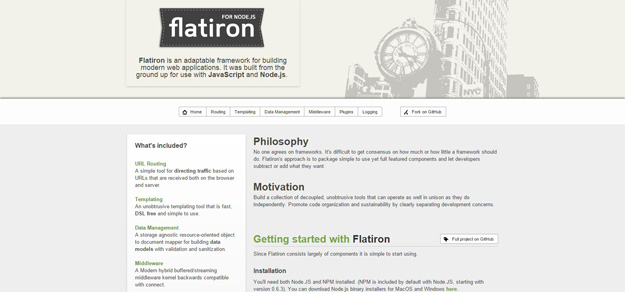 FOR NODE.JS
flatiron
Flatiron is an adaptable framework for building
modern web applications. It was built from the
ground up for use with JavaScript and Node.js.
NYC
Home Routing Templating Data Management Middleware Plugins Logging Fork on GitHub
What's included?
URL Routing
A simple tool for directing traffic based on
URLs that are received both on the browser
and server.
Templating
An unobtrusive templating tool that is fast,
DSL free and simple to use.
Data Management
A storage agnostic resource-oriented object
to document mapper for building data
models with validation and sanitization.
Middleware
A Modern hybrid buffered/streaming
middleware kernel backwards compatible
with connect.
Philosophy
No one agrees on frameworks. It's difficult to get consensus on how much or how little a framework should
do. Flatiron's approach is to package simple to use yet full featured components and let developers
subtract or add what they want.
Motivation
Build a collection of decoupled, unobtrusive tools that can operate as well in unison as they do
independently. Promote code organization and sustainability by clearly separating development concerns.
Getting started with Flatiron
Full project on GitHub
Since Flatiron consists largely of components it is simple to start using.
Installation
You'll need both Node.JS and NPM installed. (NPM is included by default with Node.JS, starting with
version 0.6.3). You can download Node.js binary installers for MacOS and Windows here.